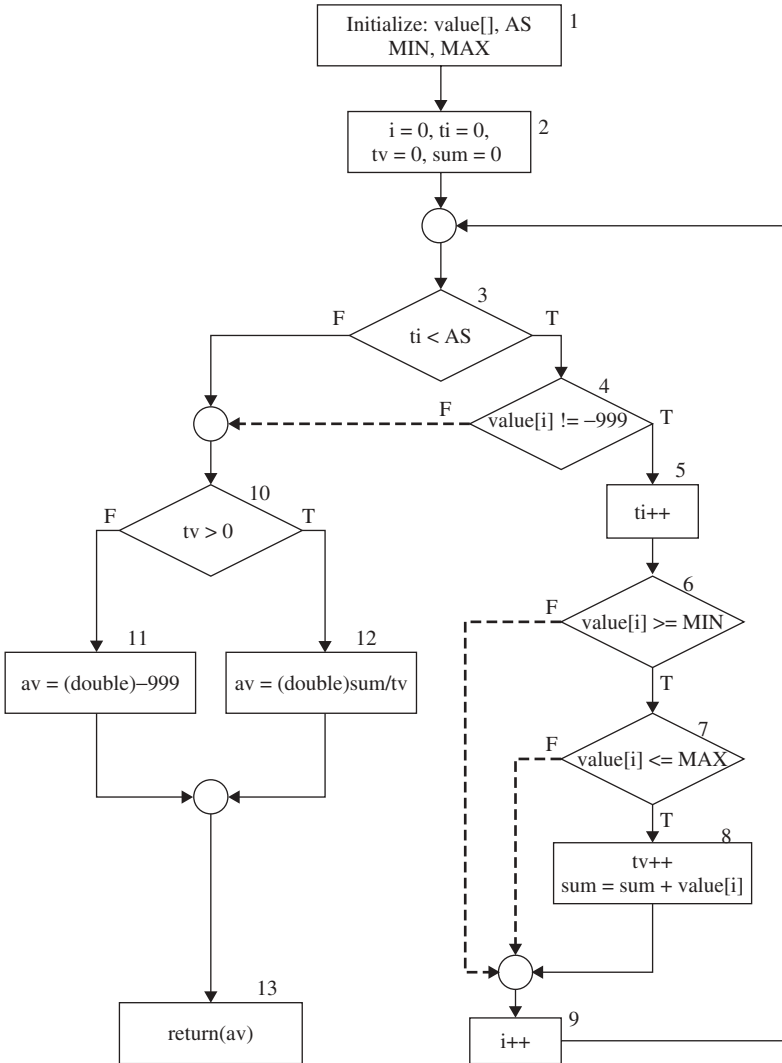 Initialize: value[], AS
MIN, MAX
1
i = 0, ti = 0,
tv = 0, sum = 0
2
3
F
T
ti < AS
4
F
T
value[i] != −999
5
ti++
10
F
T
tv > 0
6
F
value[i] >= MIN
T
11
av = (double)−999
12
av = (double)sum/tv
7
F
value[i] <= MAX
T
8
tv++
sum = sum + value[i]
13
return(av)
9
i++